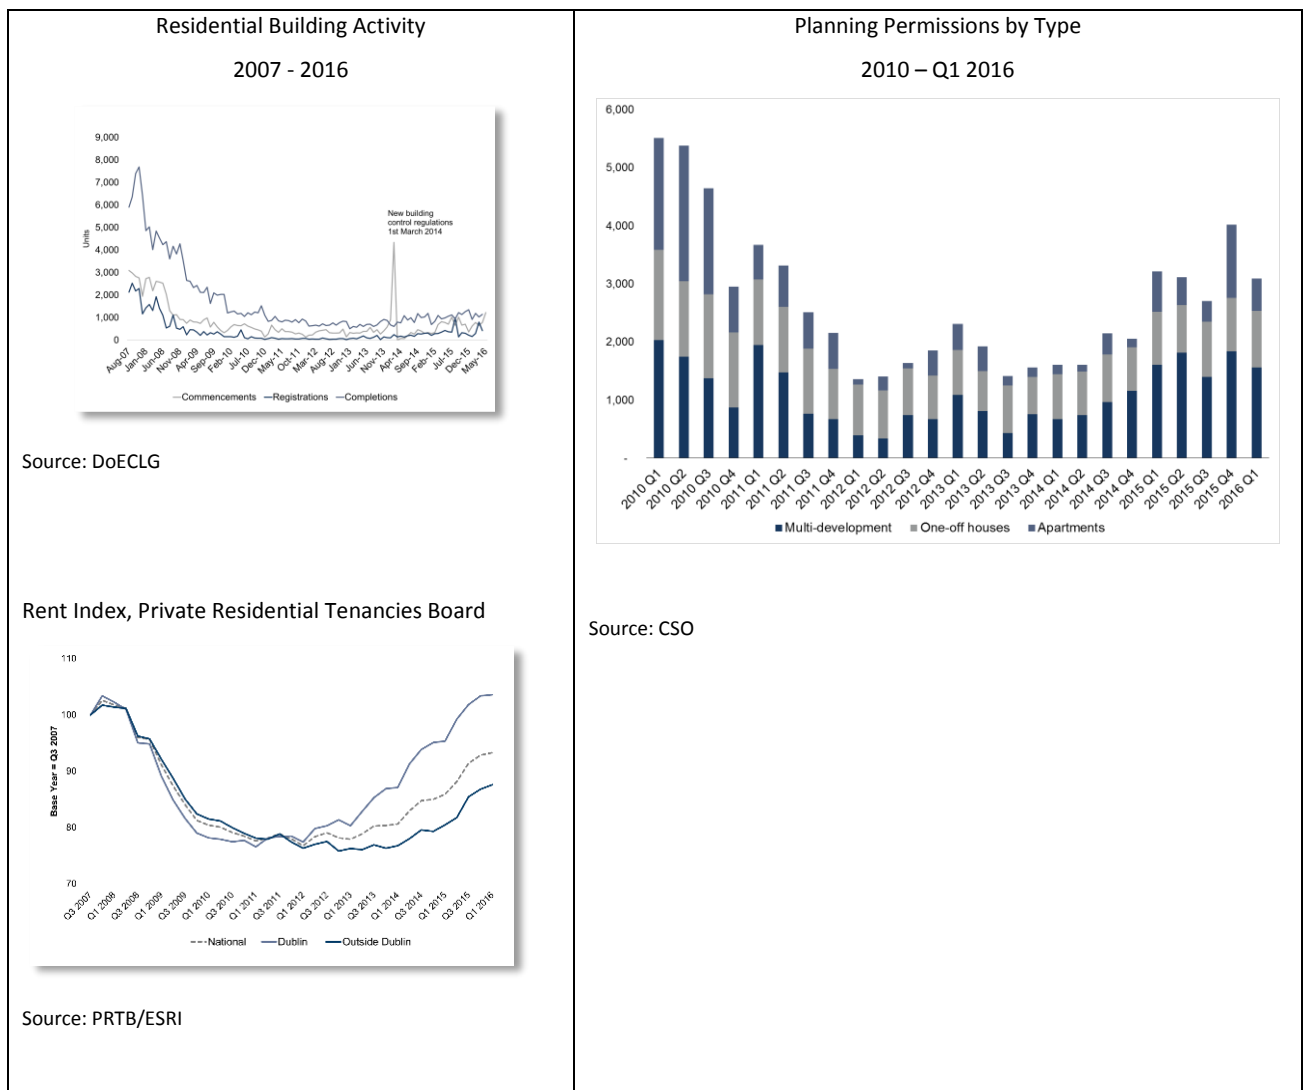 Residential Building Activity
2007 - 2016
9,000
8,000
7,000
6,000
5,000
4,000
3,000
2,000
1,000
0
Units
New building
control regulations
1st March 2014
Aug-07
Jan-08
Jun-08
Nov-08
Apr-09
Sep-09
Feb-10
Jul-10
Dec-10
May-11
Oct-11
Mar-12
Aug-12
Jan-13
Jun-13
Nov-13
Apr-14
Sep-14
Feb-15
Jul-15
Dec-15
May-16
Commencements Registrations Completions
Source: DoECLG
Rent Index, Private Residential Tenancies Board
110
100
90
80
70
Base Year = Q3 2007
Q3 2007
Q1 2008
Q3 2008
Q1 2009
Q3 2009
Q1 2010
Q3 2010
Q1 2011
Q3 2011
Q1 2012
Q3 2012
Q1 2013
Q3 2013
Q1 2014
Q3 2014
Q1 2015
Q3 2015
Q1 2016
National Dublin Outside Dublin
Source: PRTB/ESRI
Planning Permissions by Type
2010 – Q1 2016
6,000
5,000
4,000
3,000
2,000
1,000
-
2010 Q1
2010 Q2
2010 Q3
2010 Q4
2011 Q1
2011 Q2
2011 Q3
2011 Q4
2012 Q1
2012 Q2
2012 Q3
2012 Q4
2013 Q1
2013 Q2
2013 Q3
2013 Q4
2014 Q1
2014 Q2
2014 Q3
2014 Q4
2015 Q1
2015 Q2
2015 Q3
2015 Q4
2016 Q1
Multi-development One-off houses Apartments
Source: CSO